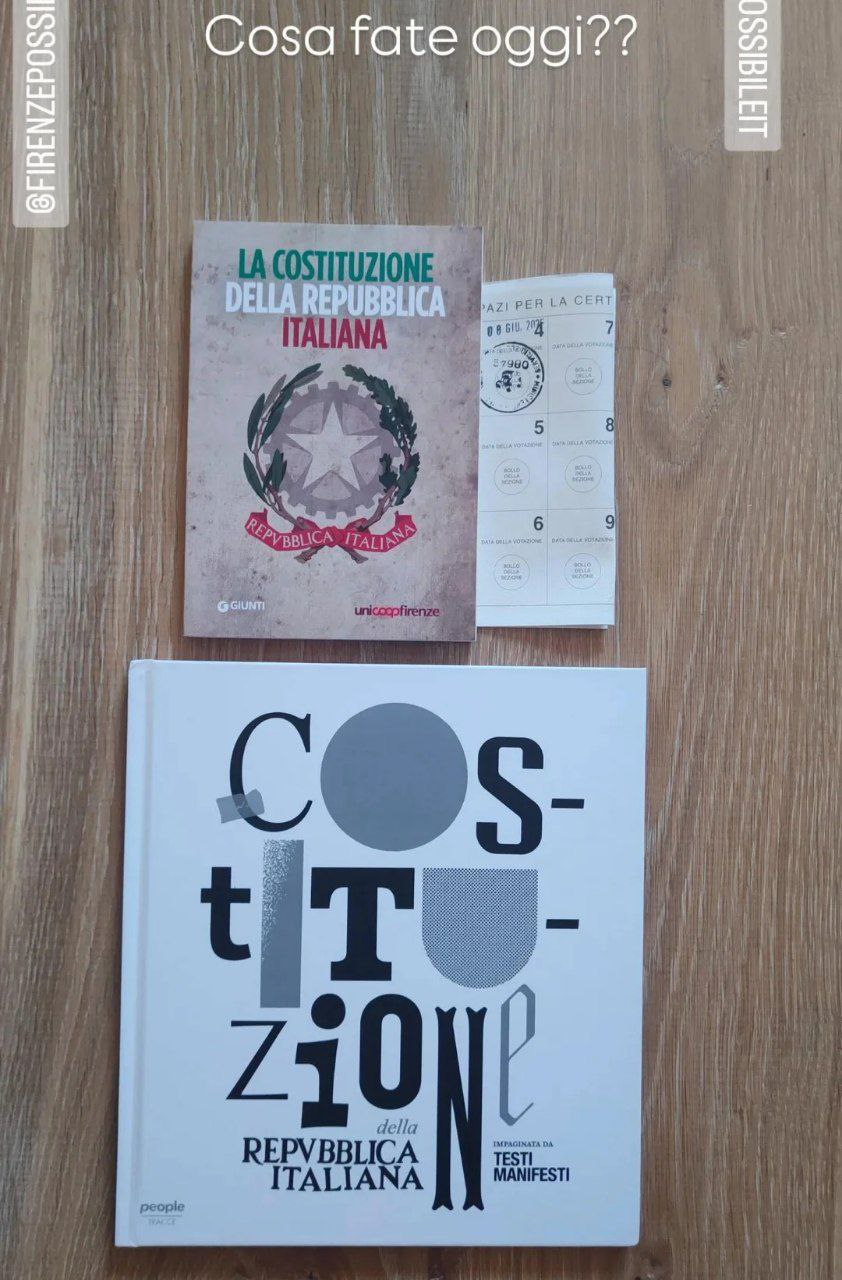 Cosa fate oggi??
@FIRENZEPOSSI
OSSIBILEIT
LA COSTITUZIONE
DELLA REPUBBLICA
ITALIANA
REPVBBLICA ITALIANA
GIUNTI
unicoopfirenze
PAZI PER LA CERT
08 GIU.
4
7
DATA DELLA VOTAZIONE
57980
BOLLO
DELLA
SEZIONE
5
8
DATA DELLA VOTAZIONE
DATA DELLA VOTAZIONE
BOLLO
DELLA
SEZIONE
BOLLO
DELLA
SEZIONE
6
9
DATA DELLA VOTAZIONE
DATA DELLA VOTAZIONE
BOLLO
DELLA
SEZIONE
BOLLO
DELLA
SEZIONE
COS-
tITU-
ZiONe
della
REPVBBLICA
ITALIANA
IMPAGINATA DA
TESTI
MANIFESTI
people
TRACCE